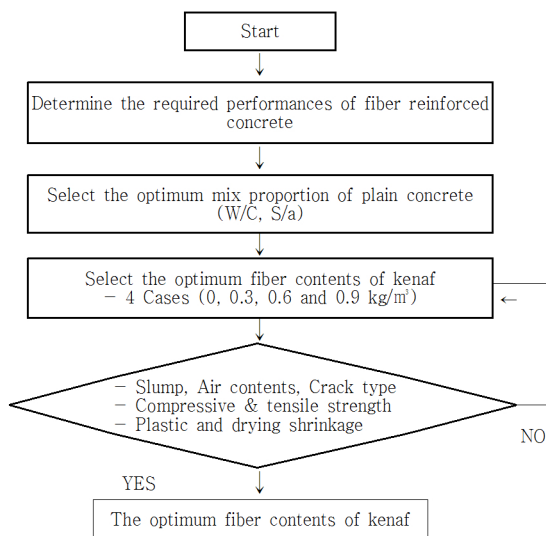 Start
Determine the required performances of fiber reinforced
concrete
Select the optimum mix proportion of plain concrete
(W/C, S/a)
Select the optimum fiber contents of kenaf
− 4 Cases (0, 0.3, 0.6 and 0.9 kg/m³)
− Slump, Air contents, Crack type
− Compressive & tensile strength
− Plastic and drying shrinkage
NO
YES
The optimum fiber contents of kenaf